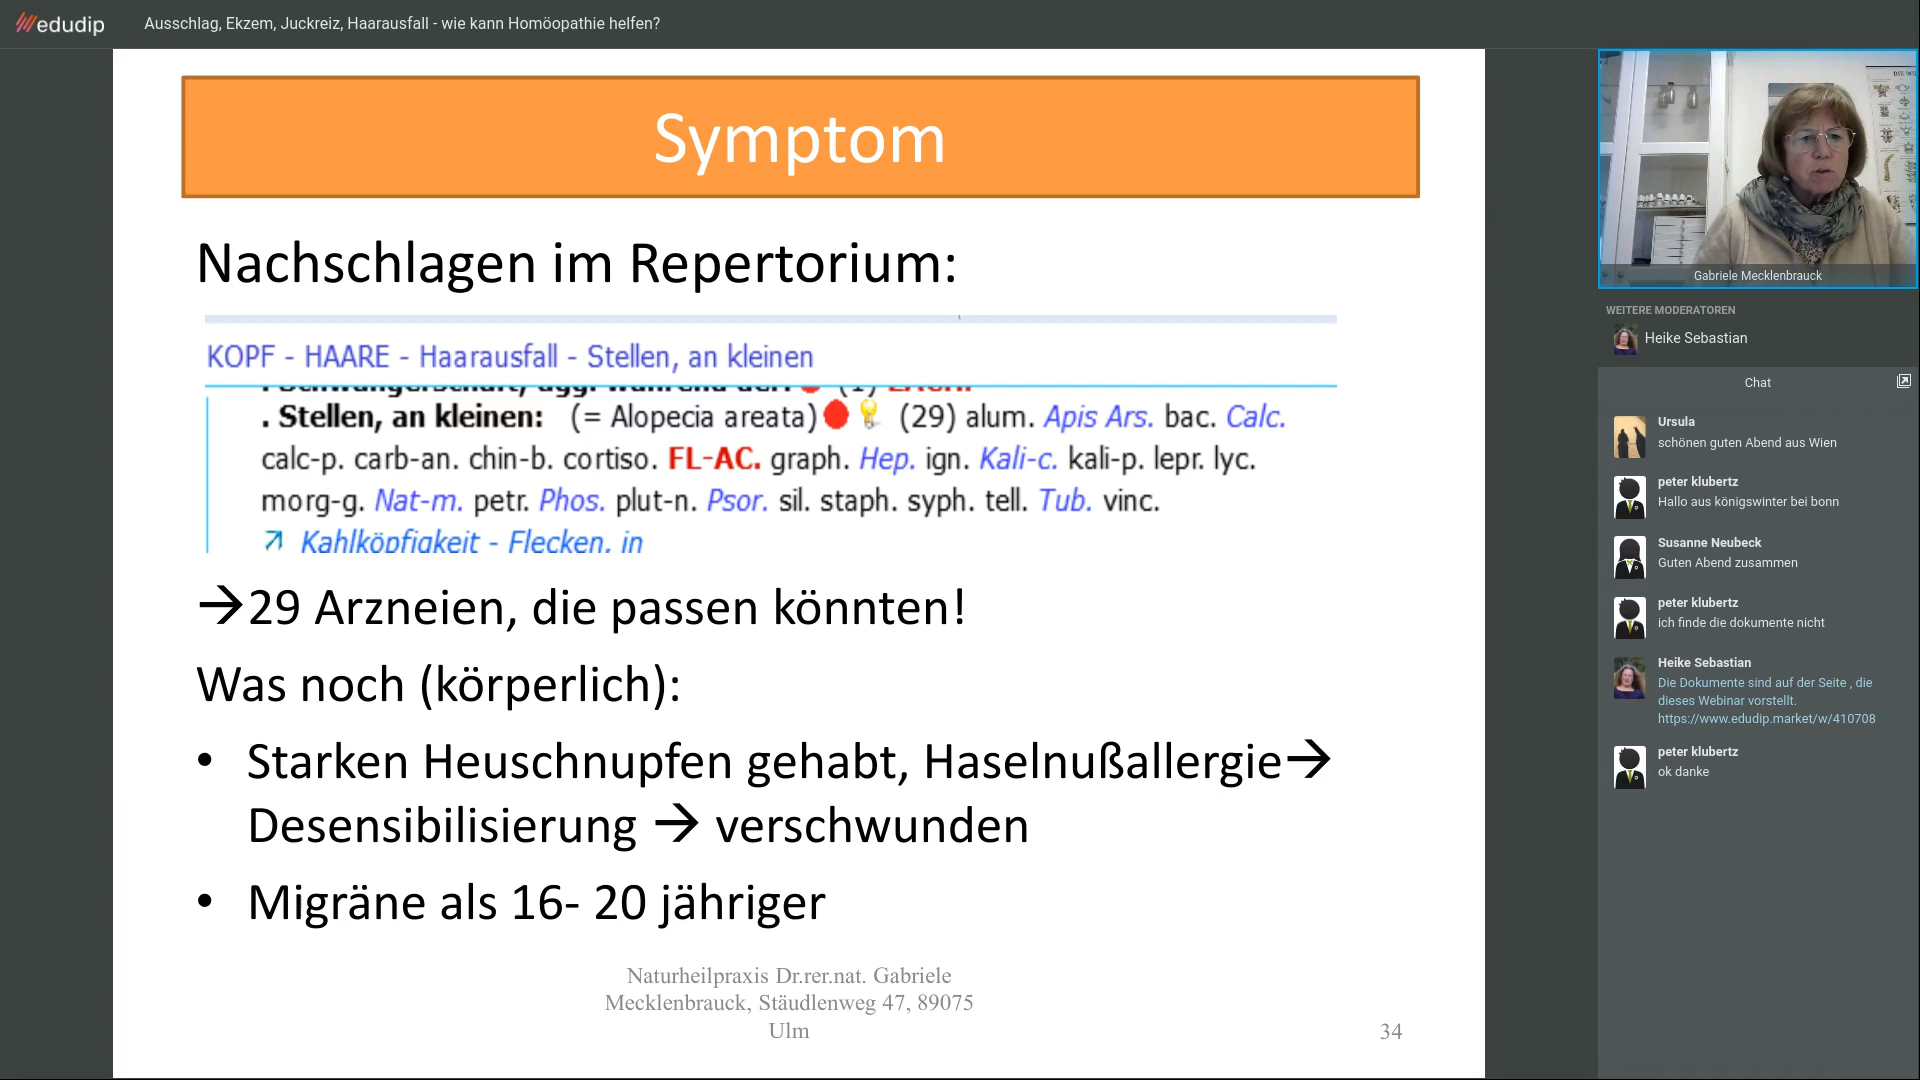 edudip
Ausschlag, Ekzem, Juckreiz, Haarausfall - wie kann Homöopathie helfen?
Symptom
Nachschlagen im Repertorium:
KOPF - HAARE - Haarausfall - Stellen, an kleinen
. Stellen, an kleinen: (= Alopecia areata) (29) alum. Apis Ars. bac. Calc.
calc-p. carb-an. chin-b. cortiso. FL-AC. graph. Hep. ign. Kali-c. kali-p. lepr. lyc.
morg-g. Nat-m. petr. Phos. plut-n. Psor. sil. staph. syph. tell. Tub. vinc.
↗ Kahlköpfigkeit - Flecken, in
→29 Arzneien, die passen könnten!
Was noch (körperlich):
• Starken Heuschnupfen gehabt, Haselnußallergie→
Desensibilisierung → verschwunden
• Migräne als 16- 20 jähriger
Naturheilpraxis Dr.rer.nat. Gabriele
Mecklenbrauck, Stäudlenweg 47, 89075
Ulm
34
Gabriele Mecklenbrauck
WEITERE MODERATOREN
Heike Sebastian
Chat
Ursula
schönen guten Abend aus Wien
peter klubertz
Hallo aus königswinter bei bonn
Susanne Neubeck
Guten Abend zusammen
peter klubertz
ich finde die dokumente nicht
Heike Sebastian
Die Dokumente sind auf der Seite , die
dieses Webinar vorstellt.
https://www.edudip.market/w/410708
peter klubertz
ok danke